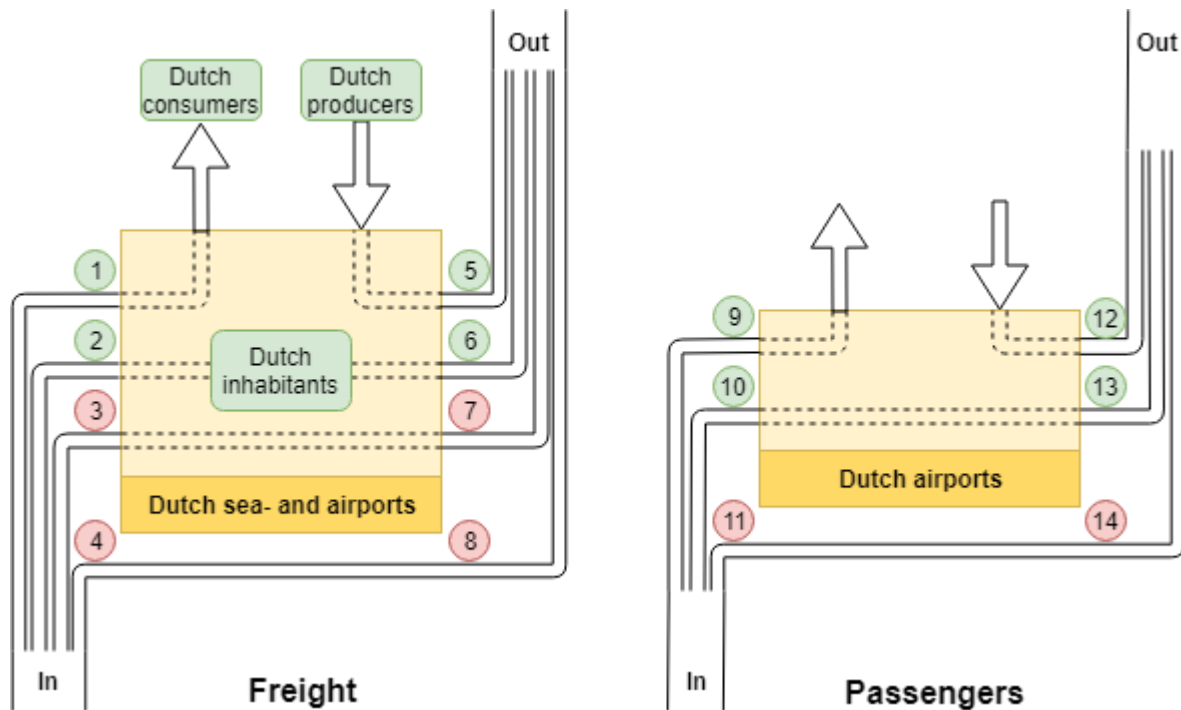 Out
Dutch
consumers
Dutch
producers
1
5
2
Dutch
inhabitants
6
3
7
Dutch sea- and airports
4
8
In
Freight
Out
9
12
10
13
Dutch airports
11
14
In
Passengers